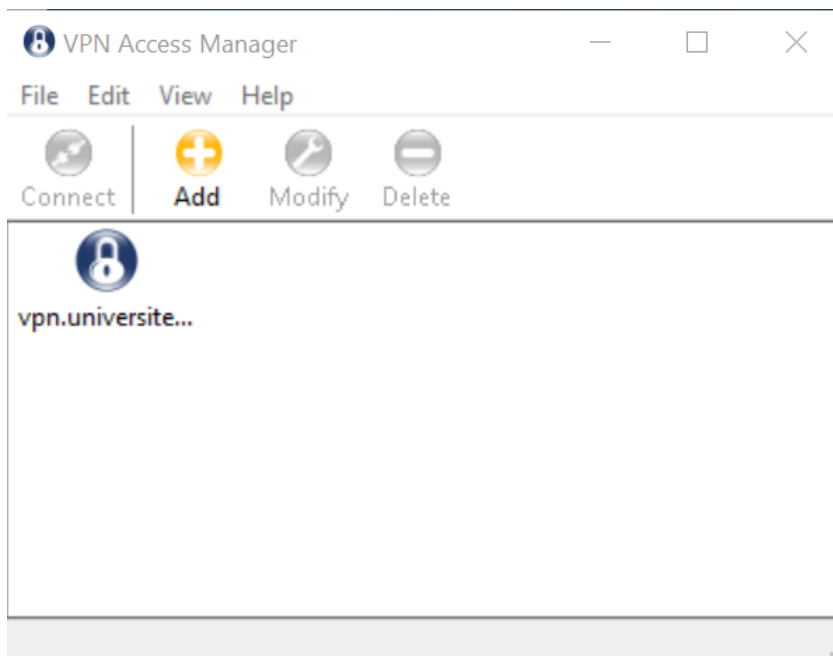 VPN Access Manager
File Edit View Help
Connect Add Modify Delete
vpn.universite...